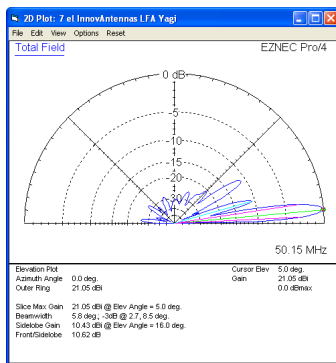 2D Plot: 7 el InnovAntennas LFA Yagi
File Edit View Options Reset
Total Field
EZNEC Pro/4
0 dB
-5
-10
-15
-20
-30
50.15 MHz
Elevation Plot
Cursor Elev 5.0 deg.
Azimuth Angle 0.0 deg.
Gain 21.05 dBi
Outer Ring 21.05 dBi
0.0 dBmax
Slice Max Gain 21.05 dBi @ Elev Angle = 5.0 deg.
Beamwidth 5.8 deg.; -3dB @ 2.7, 8.5 deg.
Sidelobe Gain 10.43 dBi @ Elev Angle = 16.0 deg.
Front/Sidelobe 10.62 dB